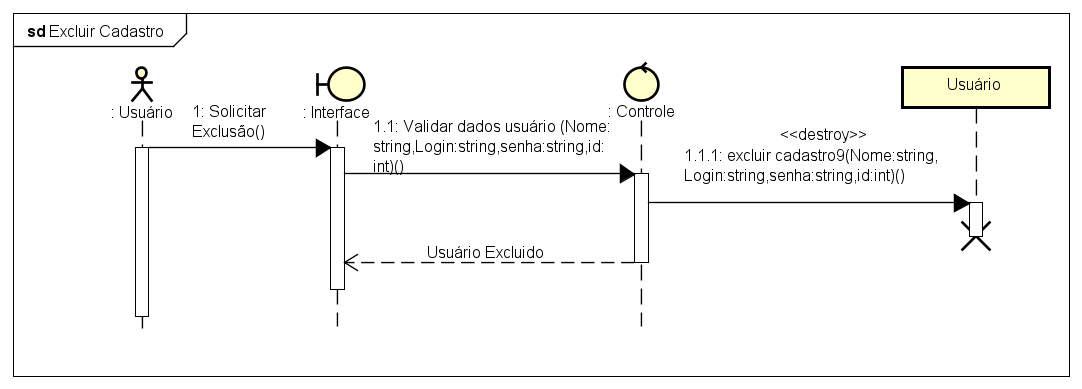 sd Excluir Cadastro
: Usuário
: Interface
: Controle
Usuário
1: Solicitar
Exclusão()
1.1: Validar dados usuário (Nome:
string,Login:string,senha:string,id:
int)()
<<destroy>>
1.1.1: excluir cadastro9(Nome:string,
Login:string,senha:string,id:int)()
Usuário Excluido